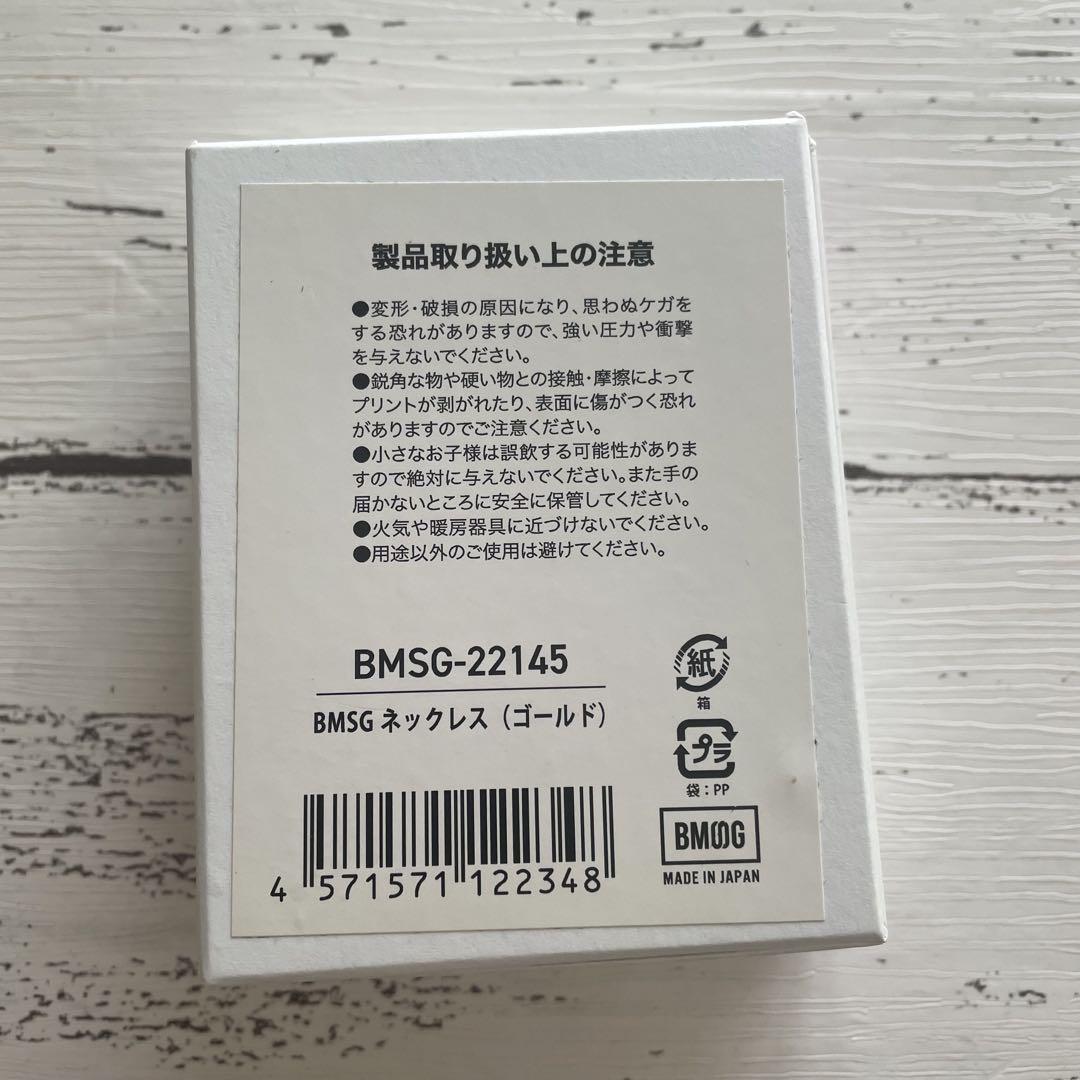 製品取り扱い上の注意
●変形・破損の原因になり、思わぬケガを
する恐れがありますので、強い圧力や衝撃
を与えないでください。
●鋭角な物や硬い物との接触・摩擦によって
プリントが剥がれたり、表面に傷がつく恐れ
がありますのでご注意ください。
●小さなお子様は誤飲する可能性がありま
すので絶対に与えないでください。また手の
届かないところに安全に保管してください。
●火気や暖房器具に近づけないでください。
●用途以外のご使用は避けてください。
BMSG-22145
BMSG ネックレス（ゴールド）
4 571571 122348
紙
箱
プラ
袋：PP
BMSG
MADE IN JAPAN